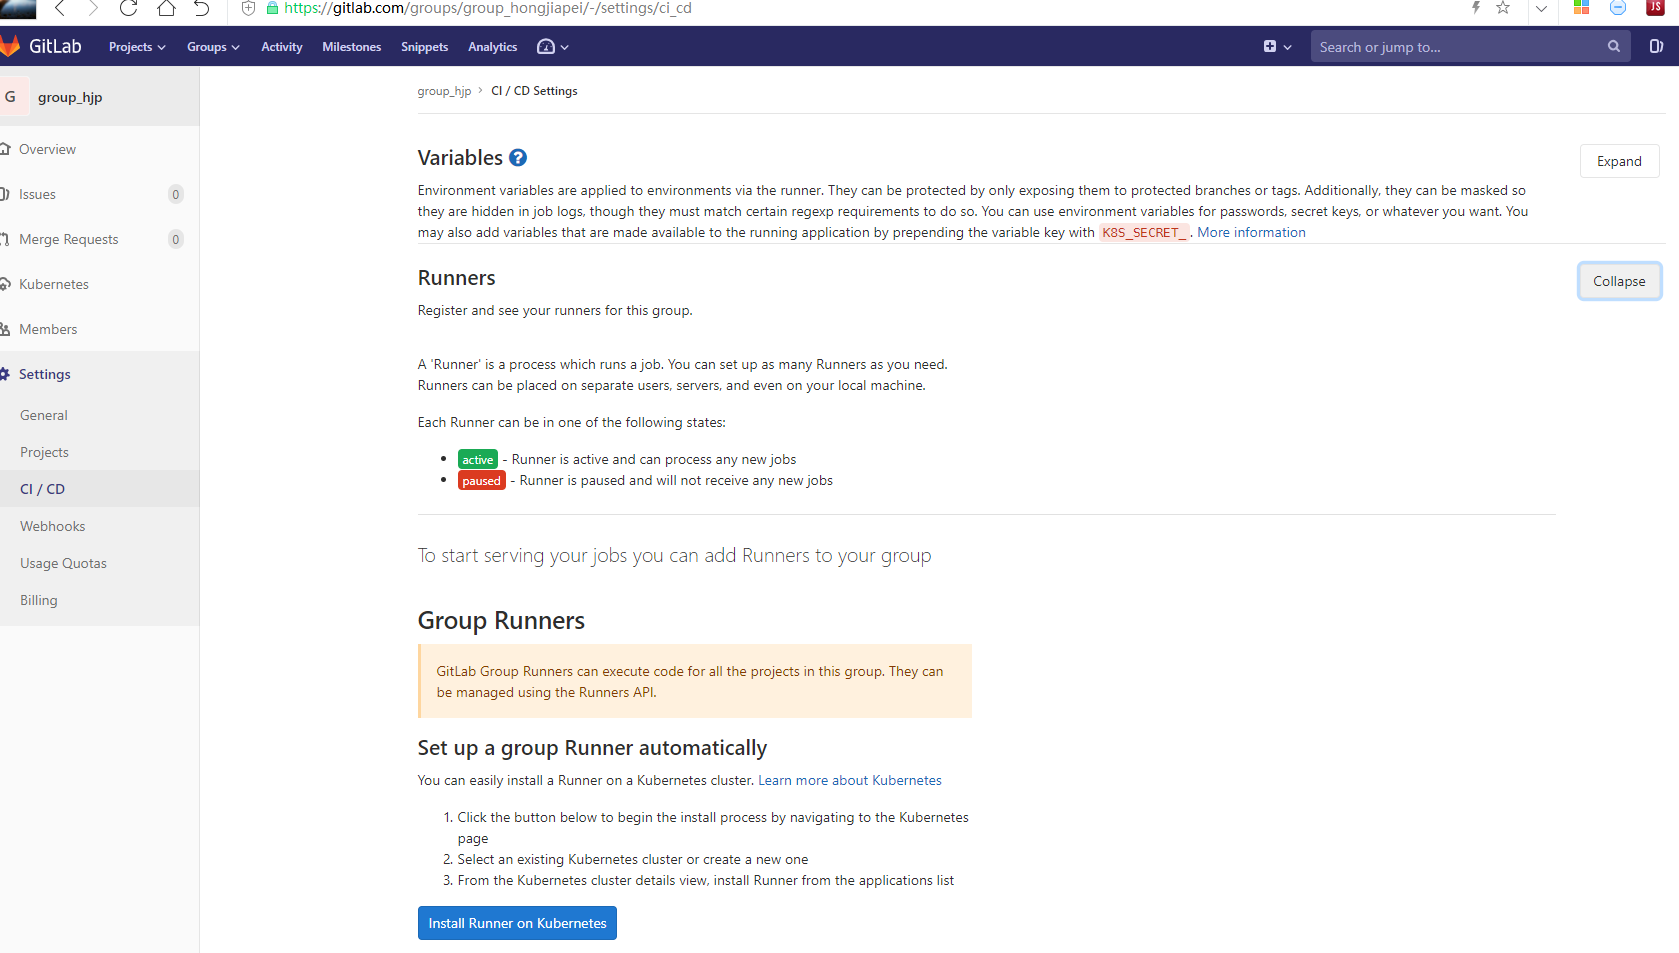 https://gitlab.com/groups/group_hongjiapei/-/settings/ci_cd
JS
GitLab
Projects
Groups
Activity
Milestones
Snippets
Analytics
Search or jump to...
G
group_hjp
Overview
Issues
0
Merge Requests
0
Kubernetes
Members
Settings
General
Projects
CI / CD
Webhooks
Usage Quotas
Billing
group_hjp > CI / CD Settings
Variables ?
Expand
Environment variables are applied to environments via the runner. They can be protected by only exposing them to protected branches or tags. Additionally, they can be masked so
they are hidden in job logs, though they must match certain regexp requirements to do so. You can use environment variables for passwords, secret keys, or whatever you want. You
may also add variables that are made available to the running application by prepending the variable key with K8S_SECRET_. More information
Runners
Collapse
Register and see your runners for this group.
A 'Runner' is a process which runs a job. You can set up as many Runners as you need.
Runners can be placed on separate users, servers, and even on your local machine.
Each Runner can be in one of the following states:
• active - Runner is active and can process any new jobs
• paused - Runner is paused and will not receive any new jobs
To start serving your jobs you can add Runners to your group
Group Runners
GitLab Group Runners can execute code for all the projects in this group. They can
be managed using the Runners API.
Set up a group Runner automatically
You can easily install a Runner on a Kubernetes cluster. Learn more about Kubernetes
1. Click the button below to begin the install process by navigating to the Kubernetes
page
2. Select an existing Kubernetes cluster or create a new one
3. From the Kubernetes cluster details view, install Runner from the applications list
Install Runner on Kubernetes